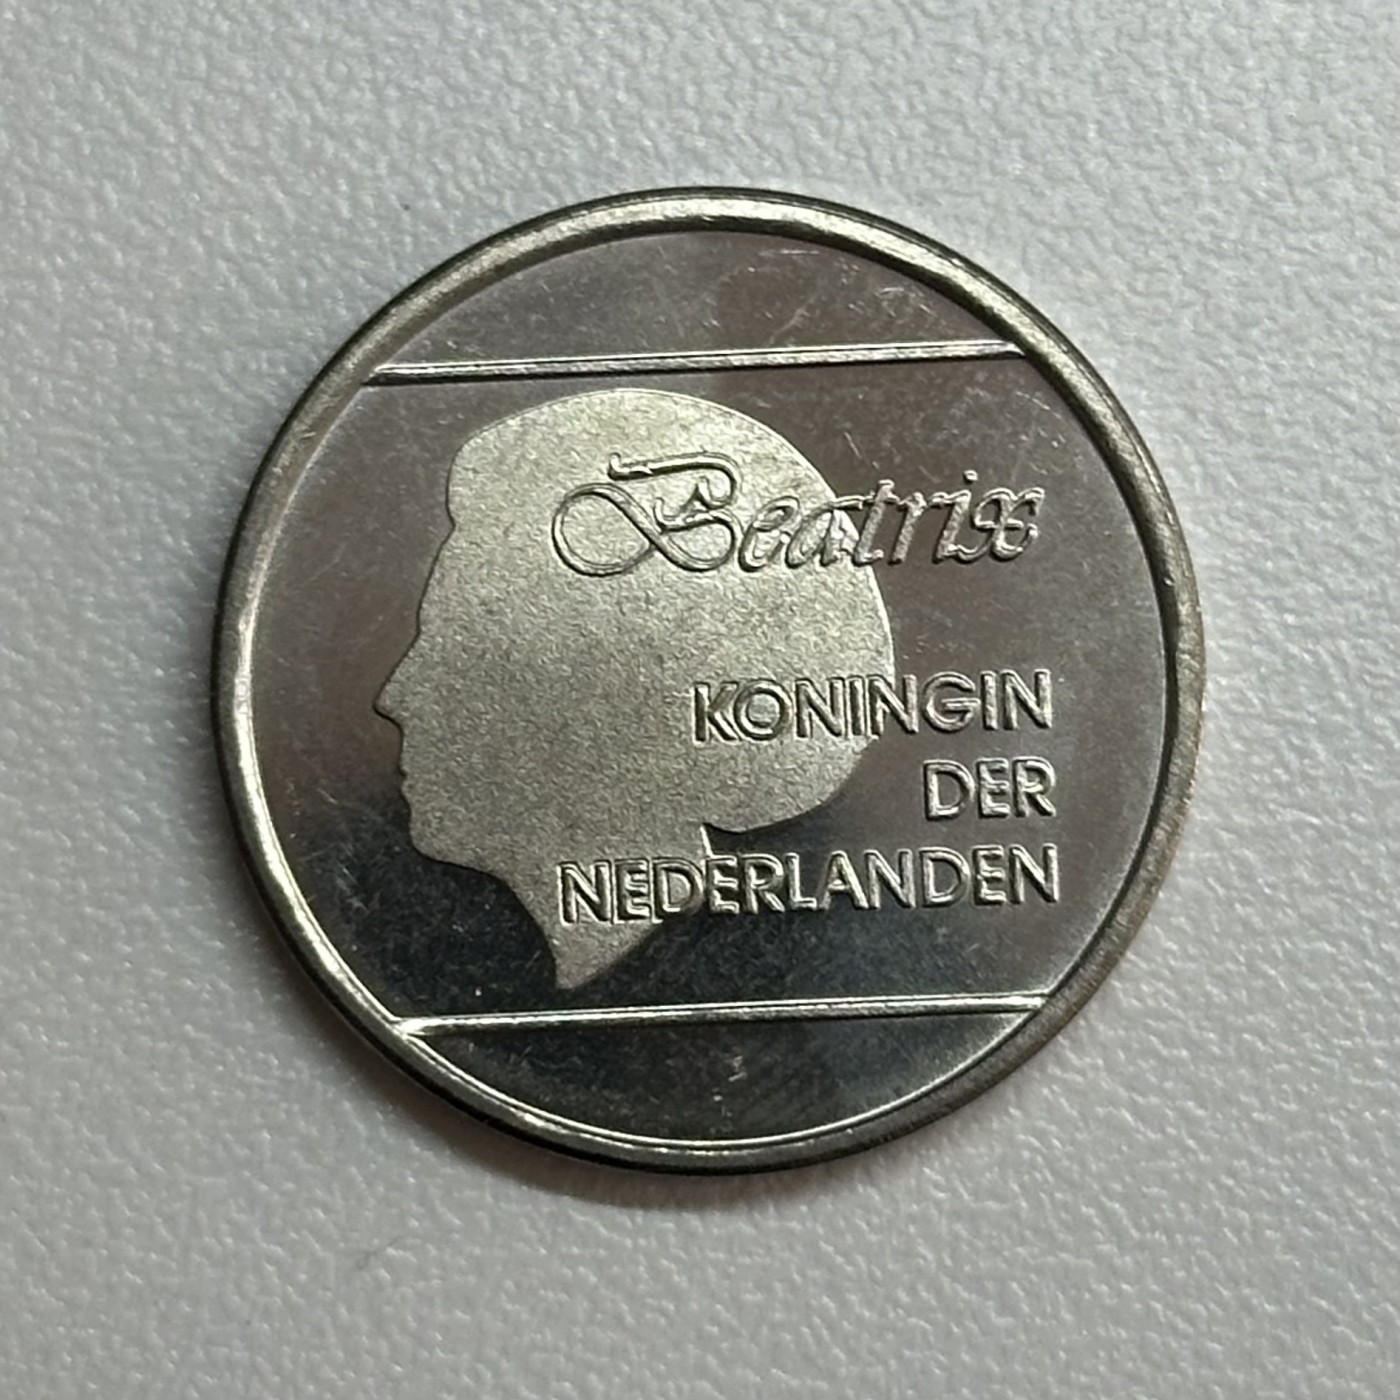 Beatrix
KONINGIN
DER
NEDERLANDEN